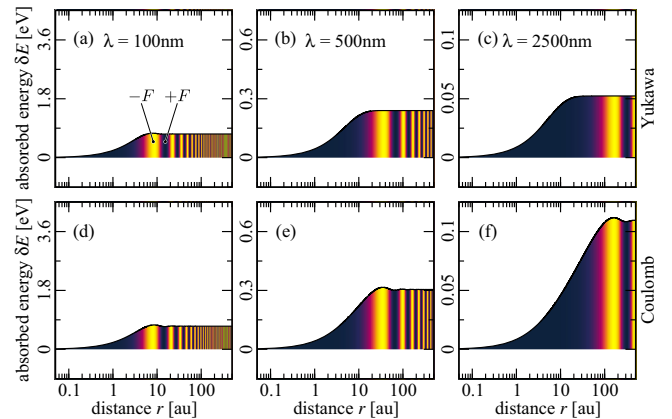 (a) λ = 100nm
(b) λ = 500nm
(c) λ = 2500nm
−F +F
absorebd energy δE [eV]
3.6
1.8
0
0.6
0.3
0
0.1
0.05
0
Yukawa
(d)
(e)
(f)
absorbed energy δE [eV]
3.6
1.8
0
0.6
0.3
0
0.1
0.05
0
Coulomb
0.1 1 10 100
0.1 1 10 100
0.1 1 10 100
distance r [au]
distance r [au]
distance r [au]